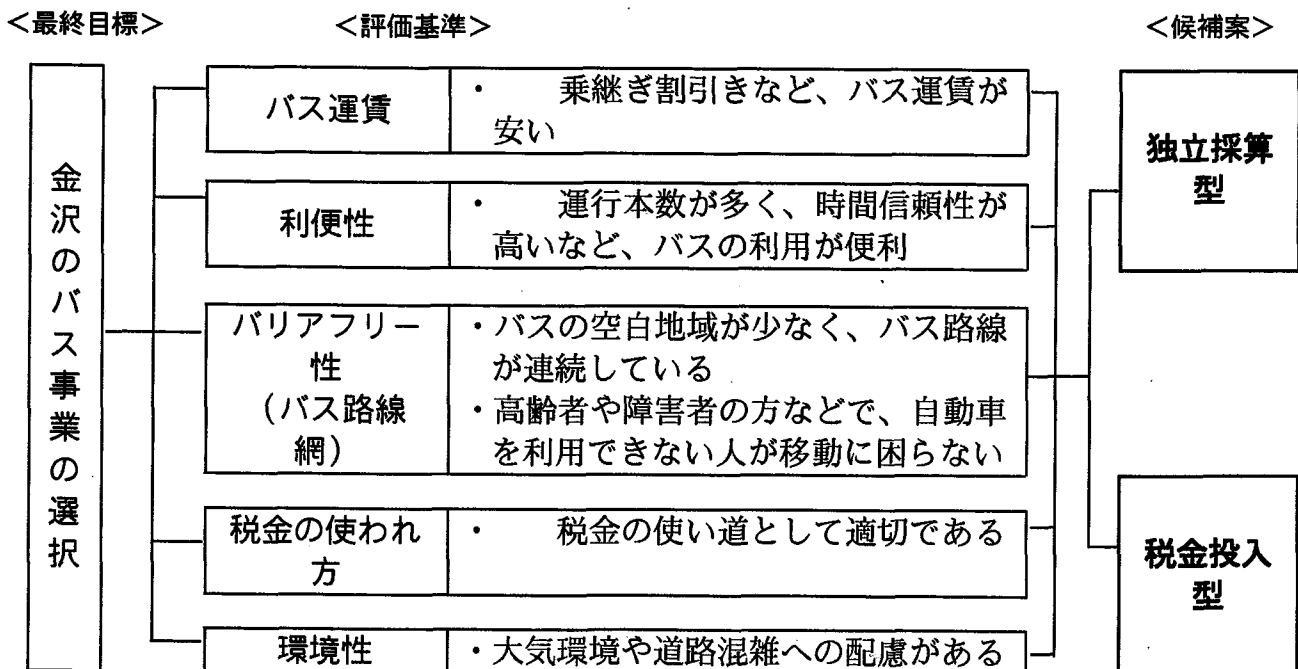 <最終目標>
<評価基準>
<候補案>
金沢のバス事業の選択
バス運賃
・ 乗継ぎ割引きなど、バス運賃が
安い
利便性
・ 運行本数が多く、時間信頼性が
高いなど、バスの利用が便利
バリアフリー
性
(バス路線
網)
・バスの空白地域が少なく、バス路線
が連続している
・高齢者や障害者の方などで、自動車
を利用できない人が移動に困らない
税金の使われ
方
・ 税金の使い道として適切である
環境性
・大気環境や道路混雑への配慮がある
独立採算
型
税金投入
型